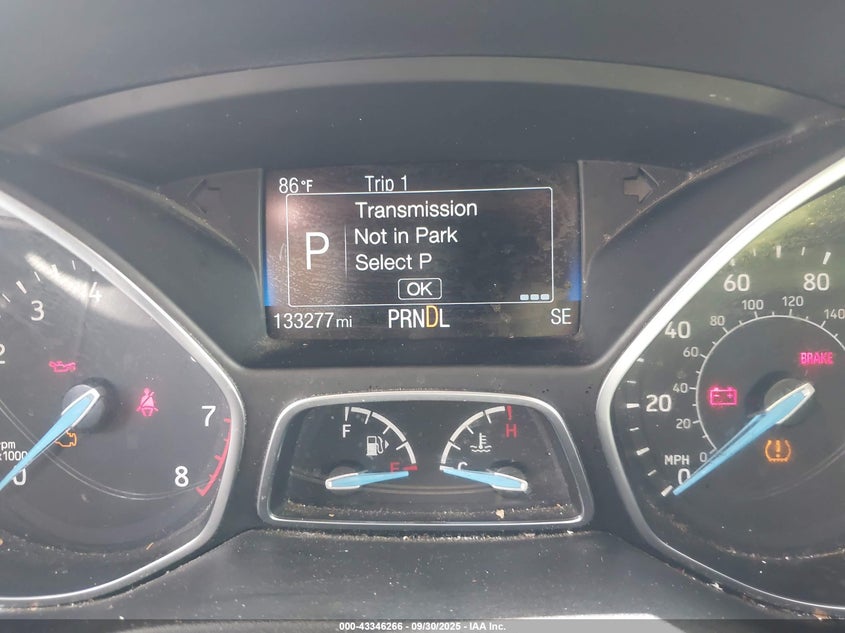 86°F Trip 1
Transmission
Not in Park
Select P
P
OK
133277 mi PRNDL SE
2 3 4 7 8
rpm
x1000
0
F E
C H
MPH
0 20 40 60 80
0 20 40 60 80 100 120 140
BRAKE
000-43346266 - 09/30/2025 - IAA Inc.